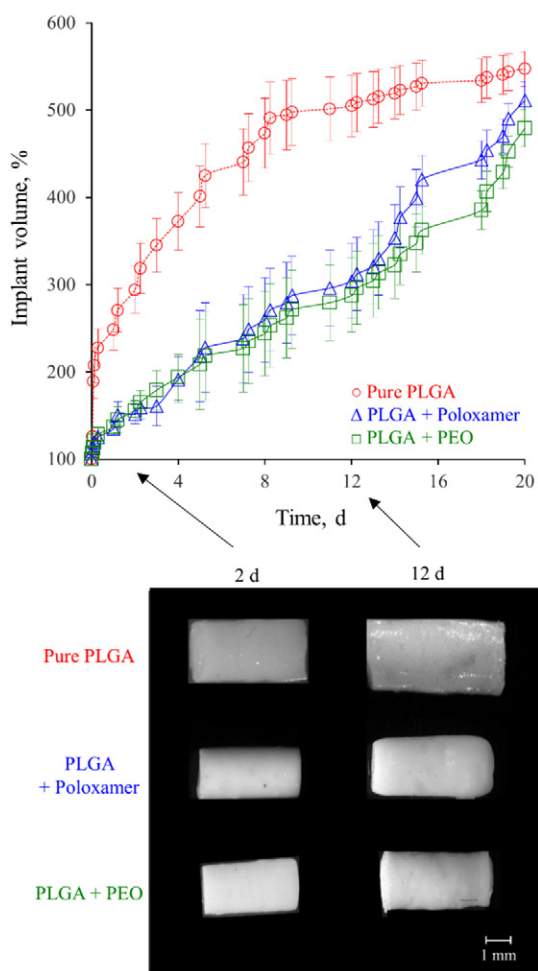 600
500
400
300
200
100
Implant volume, %
Pure PLGA
PLGA + Poloxamer
PLGA + PEO
0
4
8
12
16
20
Time, d
2 d
12 d
Pure PLGA
PLGA
+ Poloxamer
PLGA + PEO
1 mm